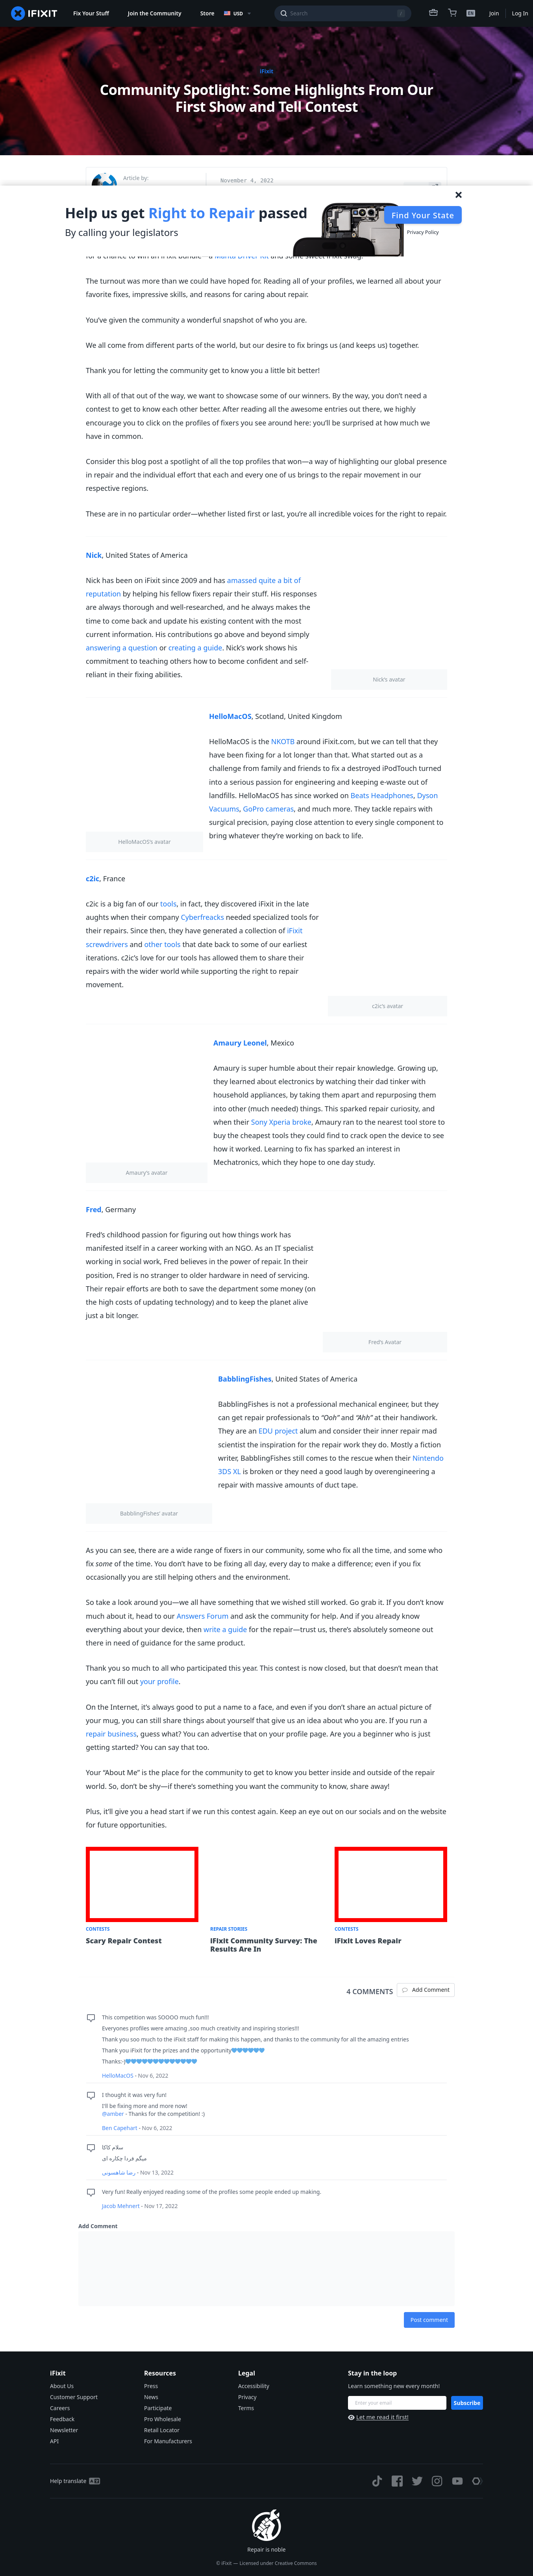 IFIXIT
Fix Your Stuff
Join the Community
Store
USD
Search
/
EN
Join
Log In
iFixit
Community Spotlight: Some Highlights From Our
First Show and Tell Contest
Article by:
November 4, 2022
Help us get Right to Repair passed
By calling your legislators
Find Your State
Privacy Policy
The turnout was more than we could have hoped for. Reading all of your profiles, we learned all about your
favorite fixes, impressive skills, and reasons for caring about repair.
You’ve given the community a wonderful snapshot of who you are.
We all come from different parts of the world, but our desire to fix brings us (and keeps us) together.
Thank you for letting the community get to know you a little bit better!
With all of that out of the way, we want to showcase some of our winners. By the way, you don’t need a
contest to get to know each other better. After reading all the awesome entries out there, we highly
encourage you to click on the profiles of fixers you see around here: you’ll be surprised at how much we
have in common.
Consider this blog post a spotlight of all the top profiles that won—a way of highlighting our global presence
in repair and the individual effort that each and every one of us brings to the repair movement in our
respective regions.
These are in no particular order—whether listed first or last, you’re all incredible voices for the right to repair.
Nick, United States of America
Nick has been on iFixit since 2009 and has amassed quite a bit of
reputation by helping his fellow fixers repair their stuff. His responses
are always thorough and well-researched, and he always makes the
time to come back and update his existing content with the most
current information. His contributions go above and beyond simply
answering a question or creating a guide. Nick’s work shows his
commitment to teaching others how to become confident and self-
reliant in their fixing abilities.
Nick’s avatar
HelloMacOS, Scotland, United Kingdom
HelloMacOS is the NKOTB around iFixit.com, but we can tell that they
have been fixing for a lot longer than that. What started out as a
challenge from family and friends to fix a destroyed iPodTouch turned
into a serious passion for engineering and keeping e-waste out of
landfills. HelloMacOS has since worked on Beats Headphones, Dyson
Vacuums, GoPro cameras, and much more. They tackle repairs with
surgical precision, paying close attention to every single component to
bring whatever they’re working on back to life.
HelloMacOS’s avatar
c2ic, France
c2ic is a big fan of our tools, in fact, they discovered iFixit in the late
aughts when their company Cyberfreacks needed specialized tools for
their repairs. Since then, they have generated a collection of iFixit
screwdrivers and other tools that date back to some of our earliest
iterations. c2ic’s love for our tools has allowed them to share their
repairs with the wider world while supporting the right to repair
movement.
c2ic’s avatar
Amaury Leonel, Mexico
Amaury is super humble about their repair knowledge. Growing up,
they learned about electronics by watching their dad tinker with
household appliances, by taking them apart and repurposing them
into other (much needed) things. This sparked repair curiosity, and
when their Sony Xperia broke, Amaury ran to the nearest tool store to
buy the cheapest tools they could find to crack open the device to see
how it worked. Learning to fix has sparked an interest in
Mechatronics, which they hope to one day study.
Amaury’s avatar
Fred, Germany
Fred’s childhood passion for figuring out how things work has
manifested itself in a career working with an NGO. As an IT specialist
working in social work, Fred believes in the power of repair. In their
position, Fred is no stranger to older hardware in need of servicing.
Their repair efforts are both to save the department some money (on
the high costs of updating technology) and to keep the planet alive
just a bit longer.
Fred’s Avatar
BabblingFishes, United States of America
BabblingFishes is not a professional mechanical engineer, but they
can get repair professionals to “Ooh” and “Ahh” at their handiwork.
They are an EDU project alum and consider their inner repair mad
scientist the inspiration for the repair work they do. Mostly a fiction
writer, BabblingFishes still comes to the rescue when their Nintendo
3DS XL is broken or they need a good laugh by overengineering a
repair with massive amounts of duct tape.
BabblingFishes’ avatar
As you can see, there are a wide range of fixers in our community, some who fix all the time, and some who
fix some of the time. You don’t have to be fixing all day, every day to make a difference; even if you fix
occasionally you are still helping others and the environment.
So take a look around you—we all have something that we wished still worked. Go grab it. If you don’t know
much about it, head to our Answers Forum and ask the community for help. And if you already know
everything about your device, then write a guide for the repair—trust us, there’s absolutely someone out
there in need of guidance for the same product.
Thank you so much to all who participated this year. This contest is now closed, but that doesn’t mean that
you can’t fill out your profile.
On the Internet, it’s always good to put a name to a face, and even if you don’t share an actual picture of
your mug, you can still share things about yourself that give us an idea about who you are. If you run a
repair business, guess what? You can advertise that on your profile page. Are you a beginner who is just
getting started? You can say that too.
Your “About Me” is the place for the community to get to know you better inside and outside of the repair
world. So, don’t be shy—if there’s something you want the community to know, share away!
Plus, it’ll give you a head start if we run this contest again. Keep an eye out on our socials and on the website
for future opportunities.
CONTESTS
Scary Repair Contest
REPAIR STORIES
iFixit Community Survey: The
Results Are In
CONTESTS
iFixit Loves Repair
4 COMMENTS
Add Comment
This competition was SOOOO much fun!!!
Everyones profiles were amazing ,soo much creativity and inspiring stories!!!
Thank you soo much to the iFixit staff for making this happen, and thanks to the community for all the amazing entries
Thank you iFixit for the prizes and the opportunity💙💙💙💙💙💙
Thanks:-)💙💙💙💙💙💙💙💙💙💙💙💙💙
HelloMacOS - Nov 6, 2022
I thought it was very fun!
I’ll be fixing more and more now!
@amber - Thanks for the competition! :)
Ben Capehart - Nov 6, 2022
سلام کاکا
میگم فردا چکاره ای
رضا شاهسونی - Nov 13, 2022
Very fun! Really enjoyed reading some of the profiles some people ended up making.
Jacob Mehnert - Nov 17, 2022
Add Comment
Post comment
iFixit
About Us
Customer Support
Careers
Feedback
Newsletter
API
Resources
Press
News
Participate
Pro Wholesale
Retail Locator
For Manufacturers
Legal
Accessibility
Privacy
Terms
Stay in the loop
Learn something new every month!
Enter your email
Subscribe
Let me read it first!
Help translate
Repair is noble
© iFixit — Licensed under Creative Commons